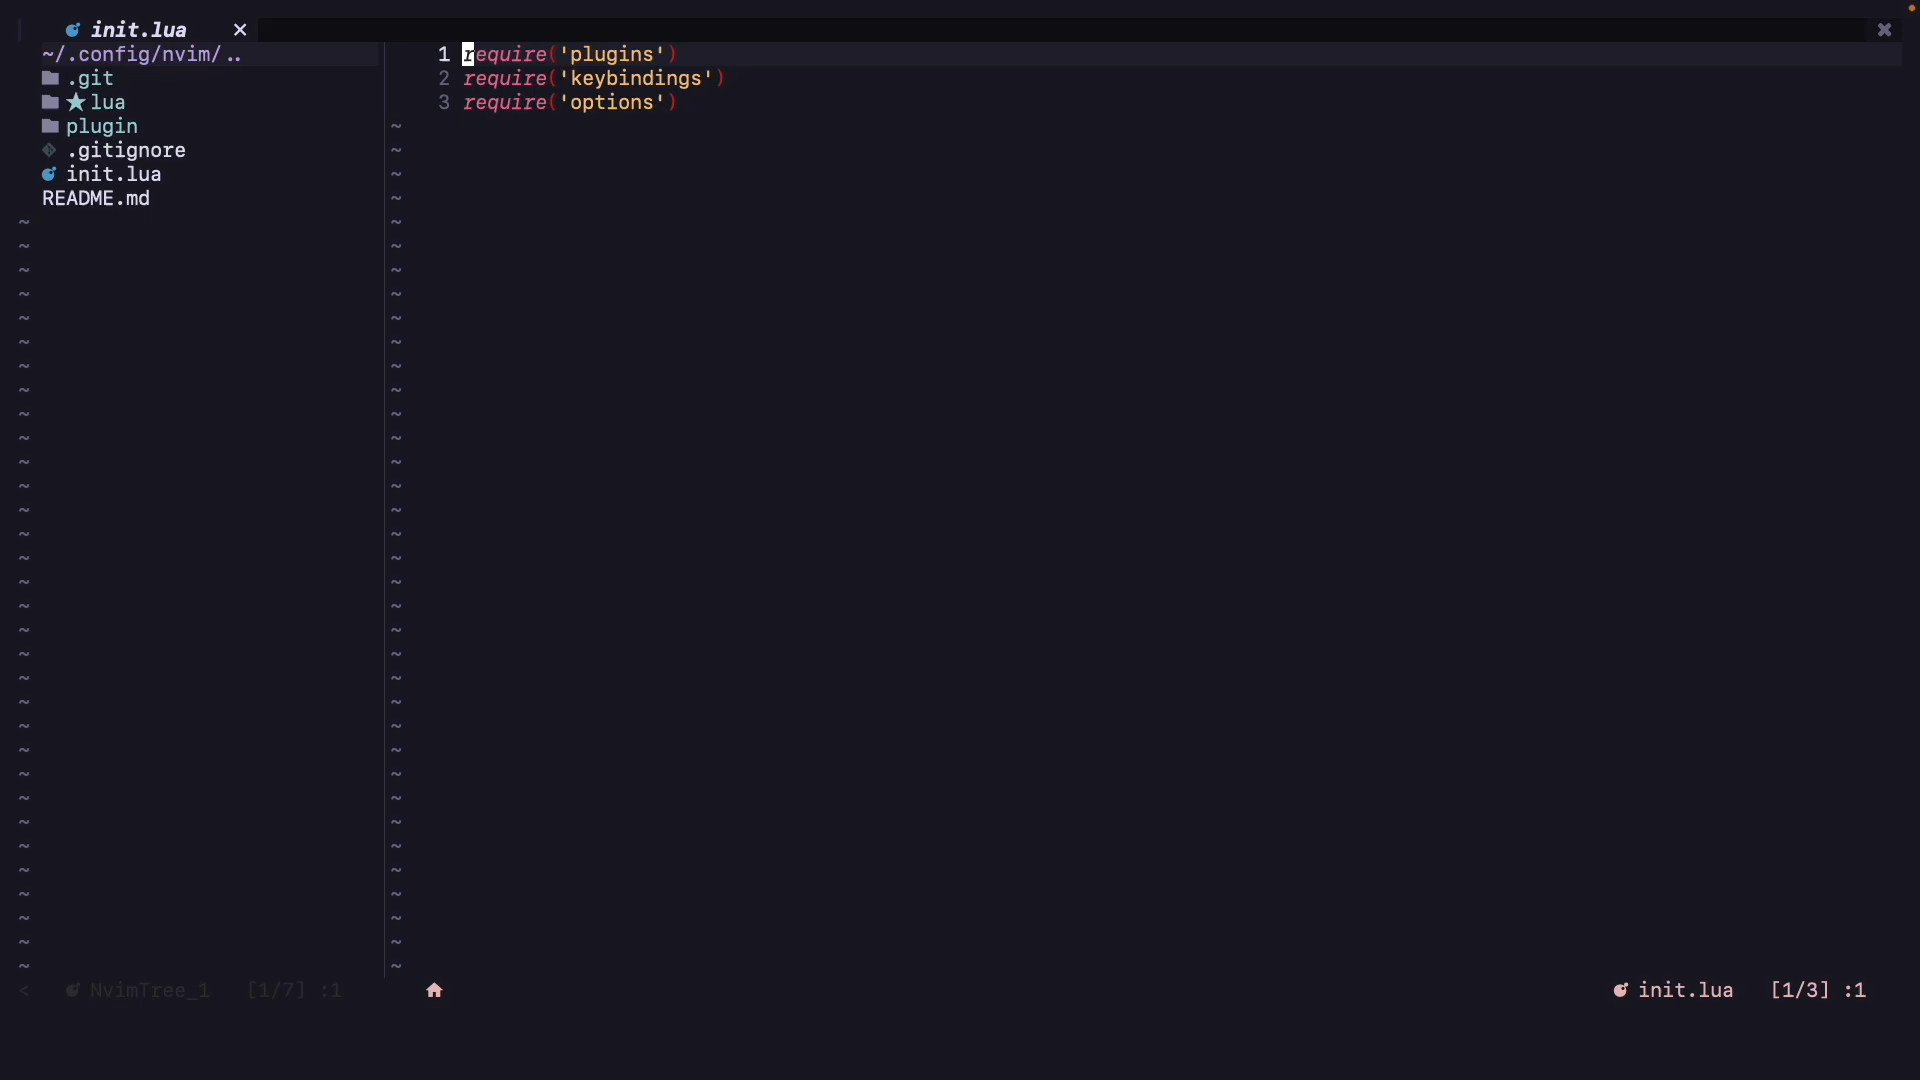 init.lua ×
~/.config/nvim/..
.git
lua
plugin
.gitignore
init.lua
README.md
1 require('plugins')
2 require('keybindings')
3 require('options')
< NvimTree_1 [1/7] :1
init.lua [1/3] :1